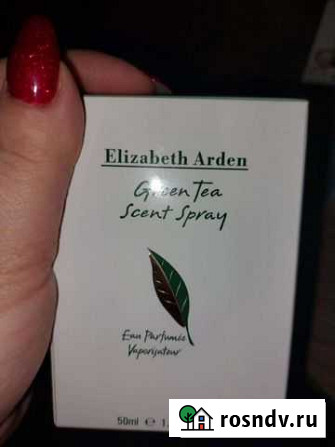 Elizabeth Arden
Green Tea
Scent Spray
Eau Parfumée
Vaporisateur
50ml ℮ 1.
rosndv.ru